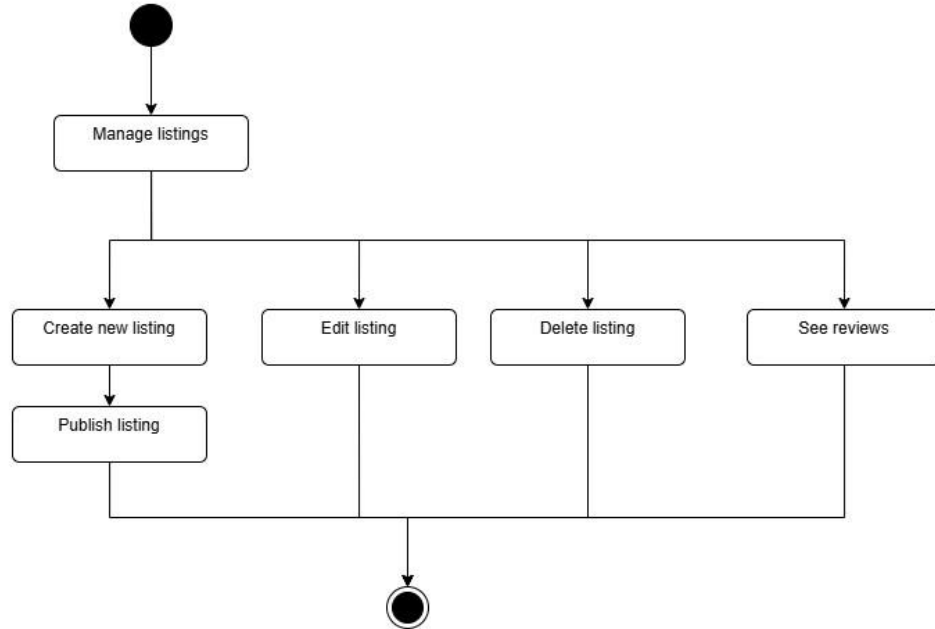 Manage listings
Create new listing
Edit listing
Delete listing
See reviews
Publish listing